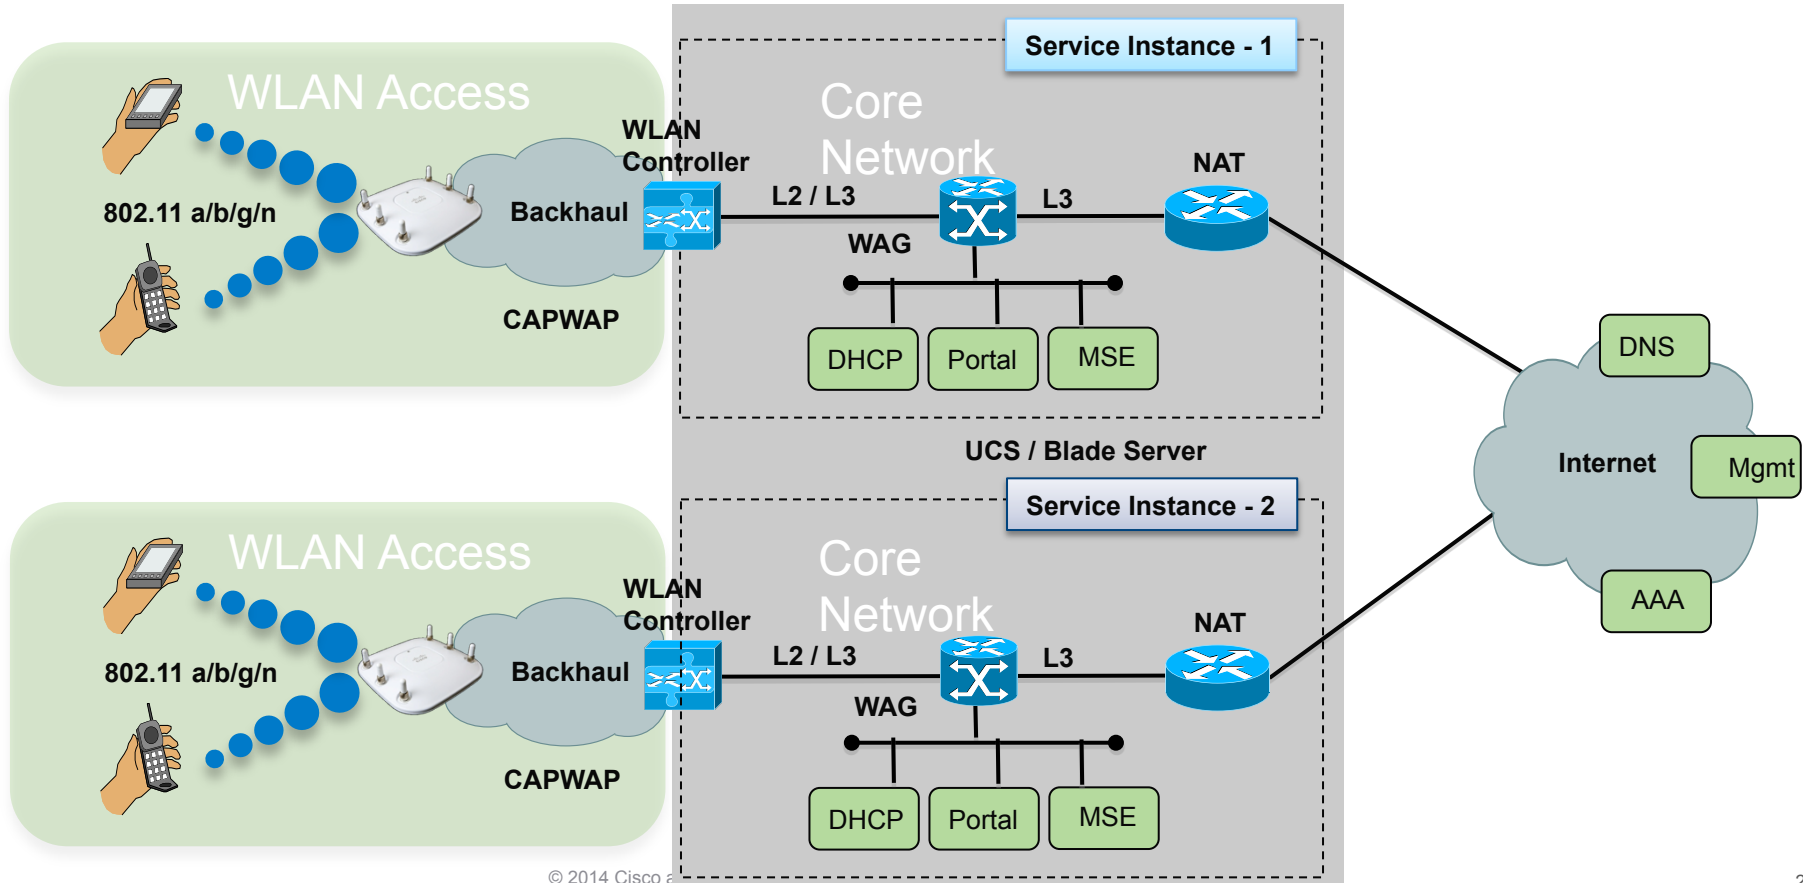 Service Instance - 1
WLAN Access
Core
Network
WLAN
Controller
NAT
802.11 a/b/g/n
Backhaul
L2 / L3
L3
WAG
CAPWAP
DHCP
Portal
MSE
DNS
UCS / Blade Server
Internet
Mgmt
Service Instance - 2
WLAN Access
Core
Network
WLAN
Controller
NAT
802.11 a/b/g/n
Backhaul
L2 / L3
L3
WAG
AAA
CAPWAP
DHCP
Portal
MSE
© 2014 Cisco a